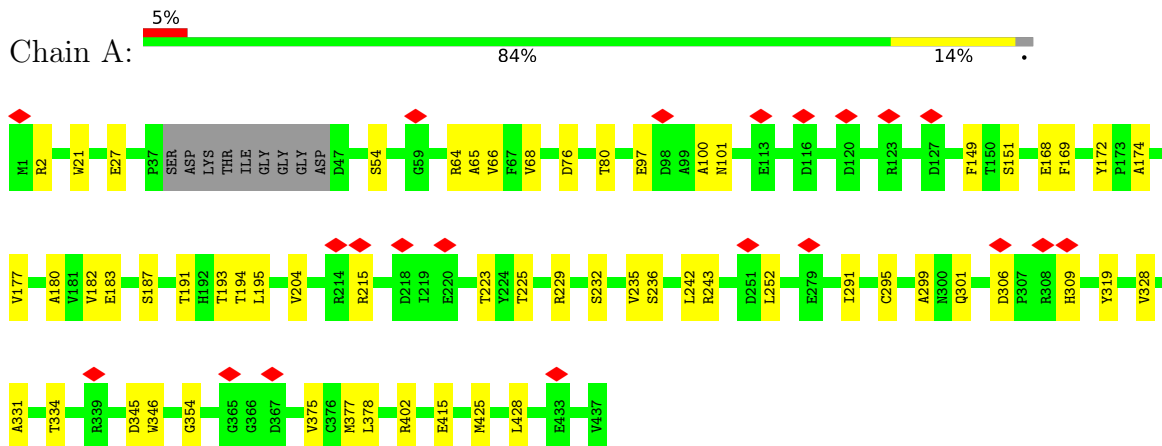 5%
Chain A:
84% 14% •
M1 R2 W21 E27 P37 SER ASP LYS THR ILE GLY GLY GLY ASP D47 S54 G59 R64 A65 V66 F67 V68 D76 T80 E97 D98 A99 A100 N101 E113 D116 D120 R123 D127 F149 T150 S151 E168 F169 Y172 P173 A174
V177 A180 V181 V182 E183 S187 T191 H192 T193 T194 L195 V204 R214 R215 D218 I219 E220 T223 Y224 T225 R229 S232 V235 S236 L242 R243 D251 L252 E279 I291 C295 A299 N300 Q301 D306 P307 R308 H309 Y319 V328
A331 T334 R339 D345 W346 G354 G365 G366 D367 V375 C376 M377 L378 R402 E415 M425 L428 E433 V437